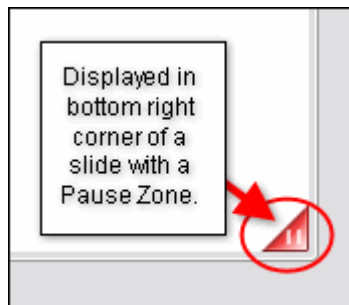 Displayed in
bottom right
corner of a
slide with a
Pause Zone.